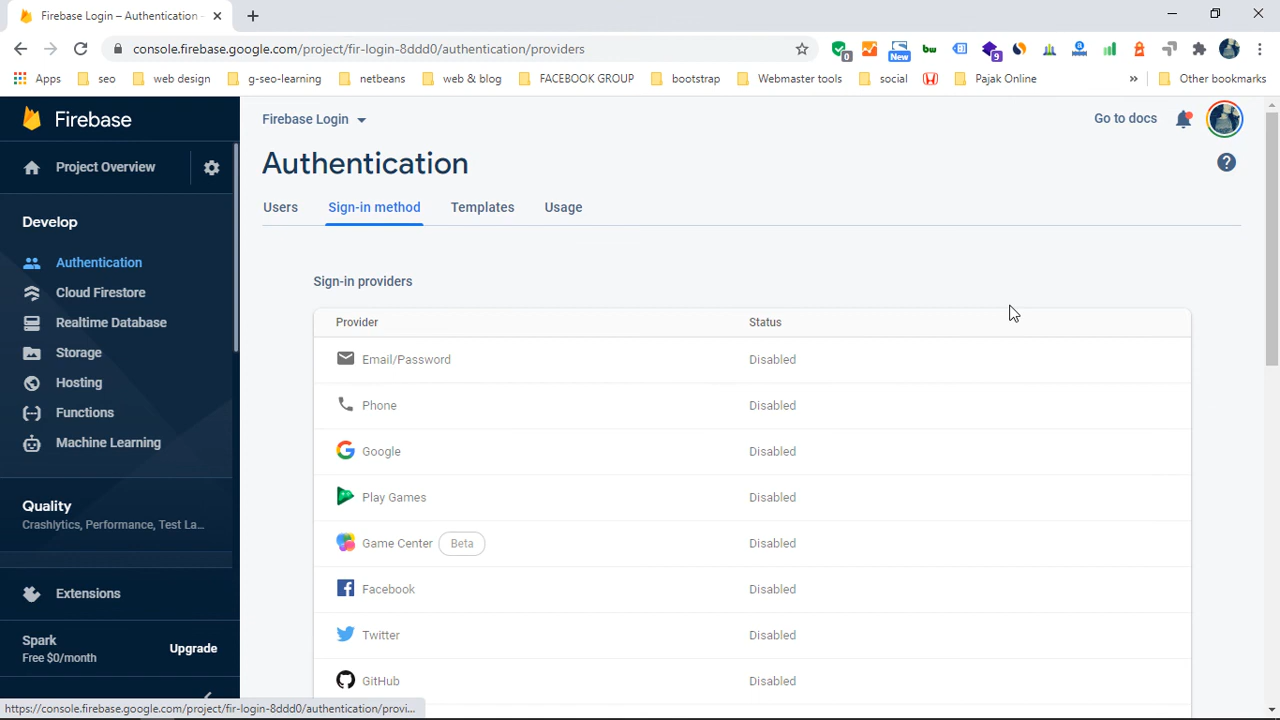 Firebase Login – Authentication -
console.firebase.google.com/project/fir-login-8ddd0/authentication/providers
0
New
bw
9
Apps
seo
web design
g-seo-learning
netbeans
web & blog
FACEBOOK GROUP
bootstrap
Webmaster tools
social
Pajak Online
»
Other bookmarks
Firebase
Firebase Login
Go to docs
Project Overview
Authentication
?
Develop
Users
Sign-in method
Templates
Usage
Authentication
Cloud Firestore
Realtime Database
Storage
Hosting
Functions
Machine Learning
Sign-in providers
Provider
Status
Email/Password
Disabled
Phone
Disabled
Google
Disabled
Play Games
Disabled
Game Center
Beta
Disabled
Facebook
Disabled
Twitter
Disabled
GitHub
Disabled
Quality
Crashlytics, Performance, Test La...
Extensions
Spark
Free $0/month
Upgrade
https://console.firebase.google.com/project/fir-login-8ddd0/authentication/provi...